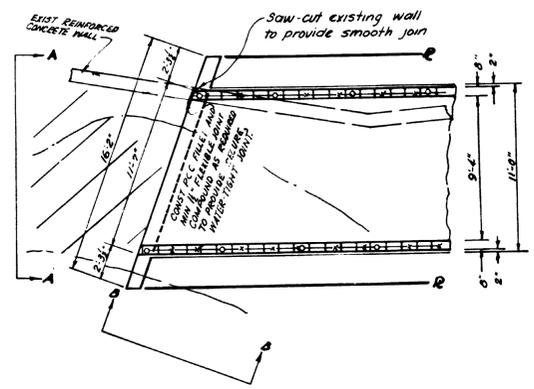 EXIST REINFORCED
CONCRETE WALL
Saw-cut existing wall
to provide smooth join
A
A
2'-3½"
16'-2"
11'-7"
2'-3½"
CONST P.C.C FILLET AND
MIN 1½" FLEXIBLE JOINT
COMPOUND AS REQUIRED
TO PROVIDE SECURE
WATER-TIGHT JOINT.
R
R
8"
2"
9'-4"
11'-0"
8"
2"
B
B